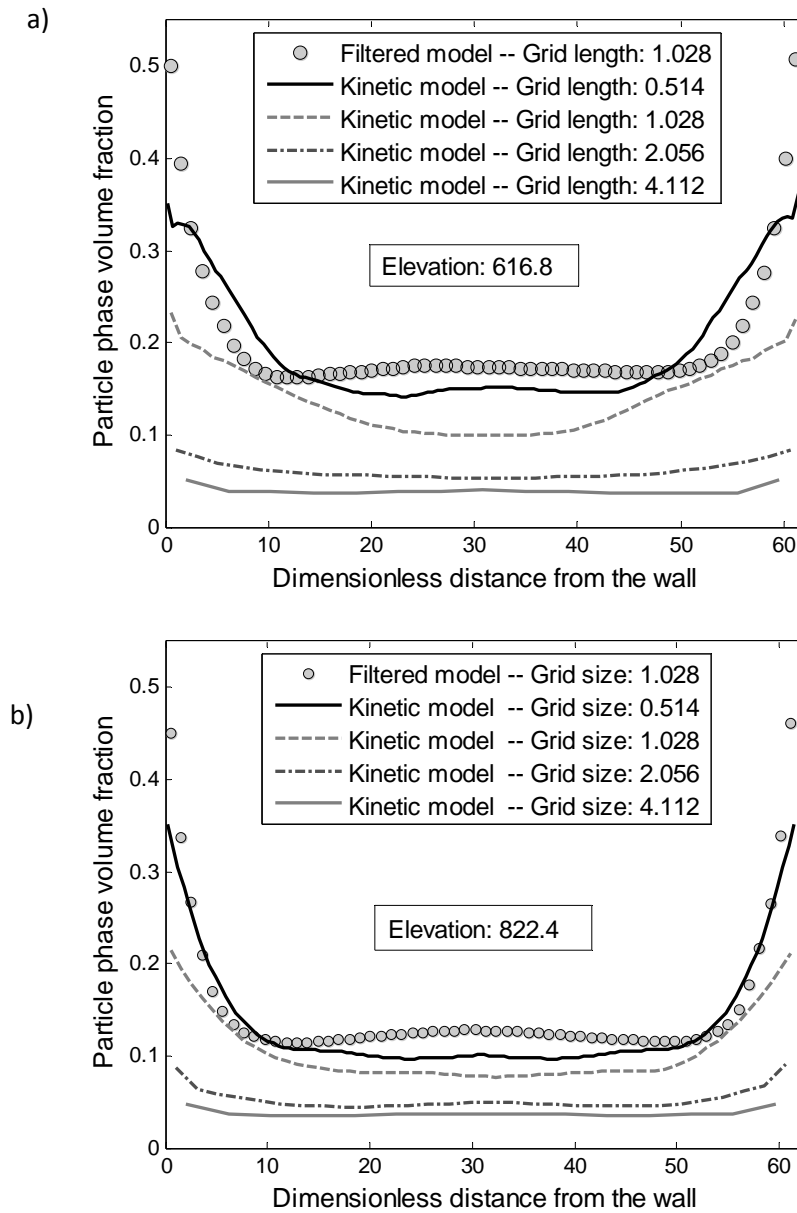 a)
Filtered model -- Grid length: 1.028
Kinetic model -- Grid length: 0.514
Kinetic model -- Grid length: 1.028
Kinetic model -- Grid length: 2.056
Kinetic model -- Grid length: 4.112
Elevation: 616.8
Particle phase volume fraction
0.5
0.4
0.3
0.2
0.1
0
0 10 20 30 40 50 60
Dimensionless distance from the wall
b)
Filtered model -- Grid size: 1.028
Kinetic model -- Grid size: 0.514
Kinetic model -- Grid size: 1.028
Kinetic model -- Grid size: 2.056
Kinetic model -- Grid size: 4.112
Elevation: 822.4
Particle phase volume fraction
0.5
0.4
0.3
0.2
0.1
0
0 10 20 30 40 50 60
Dimensionless distance from the wall